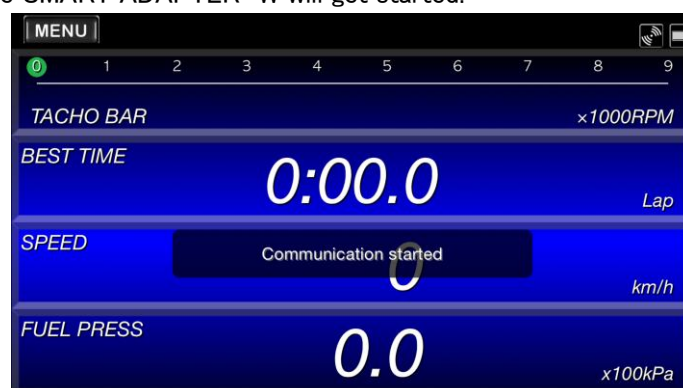 SMART ADAPTER-W will get started.
MENU
0 1 2 3 4 5 6 7 8 9
TACHO BAR ×1000RPM
BEST TIME
0:00.0
Lap
SPEED
Communication started
0
km/h
FUEL PRESS
0.0
x100kPa